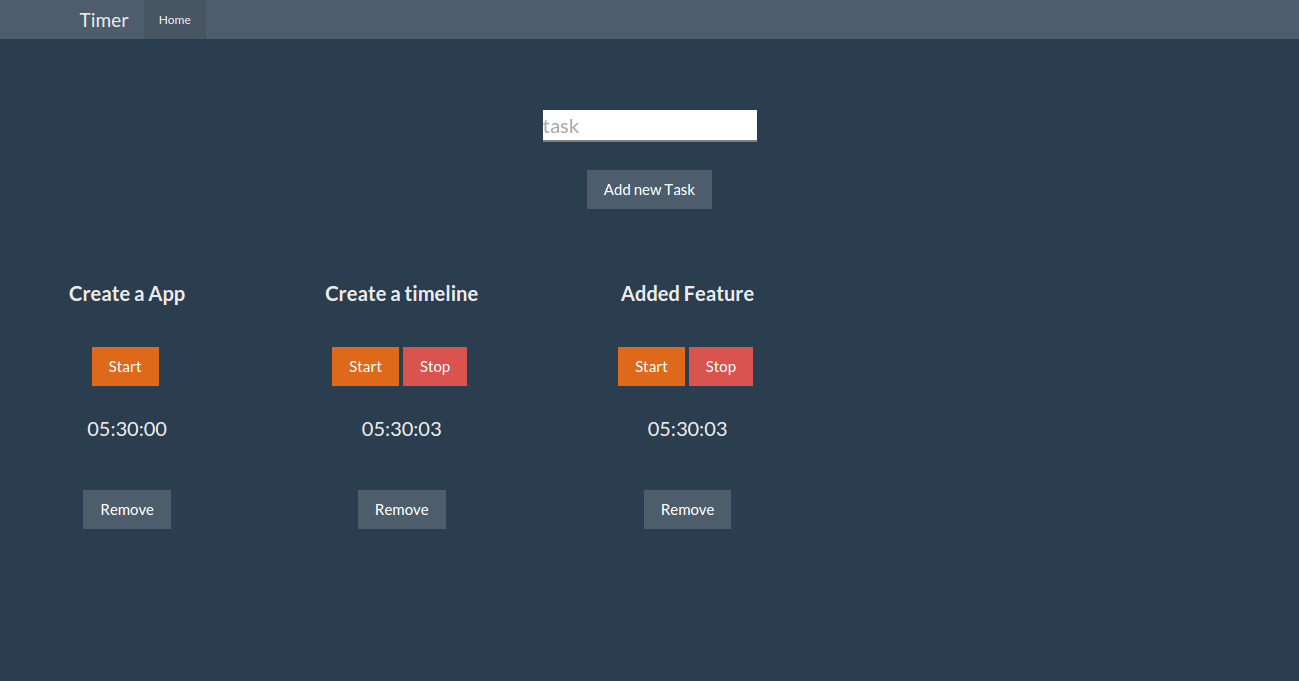 Timer Home
task
Add new Task
Create a App Create a timeline Added Feature
Start Start Stop Start Stop
05:30:00 05:30:03 05:30:03
Remove Remove Remove